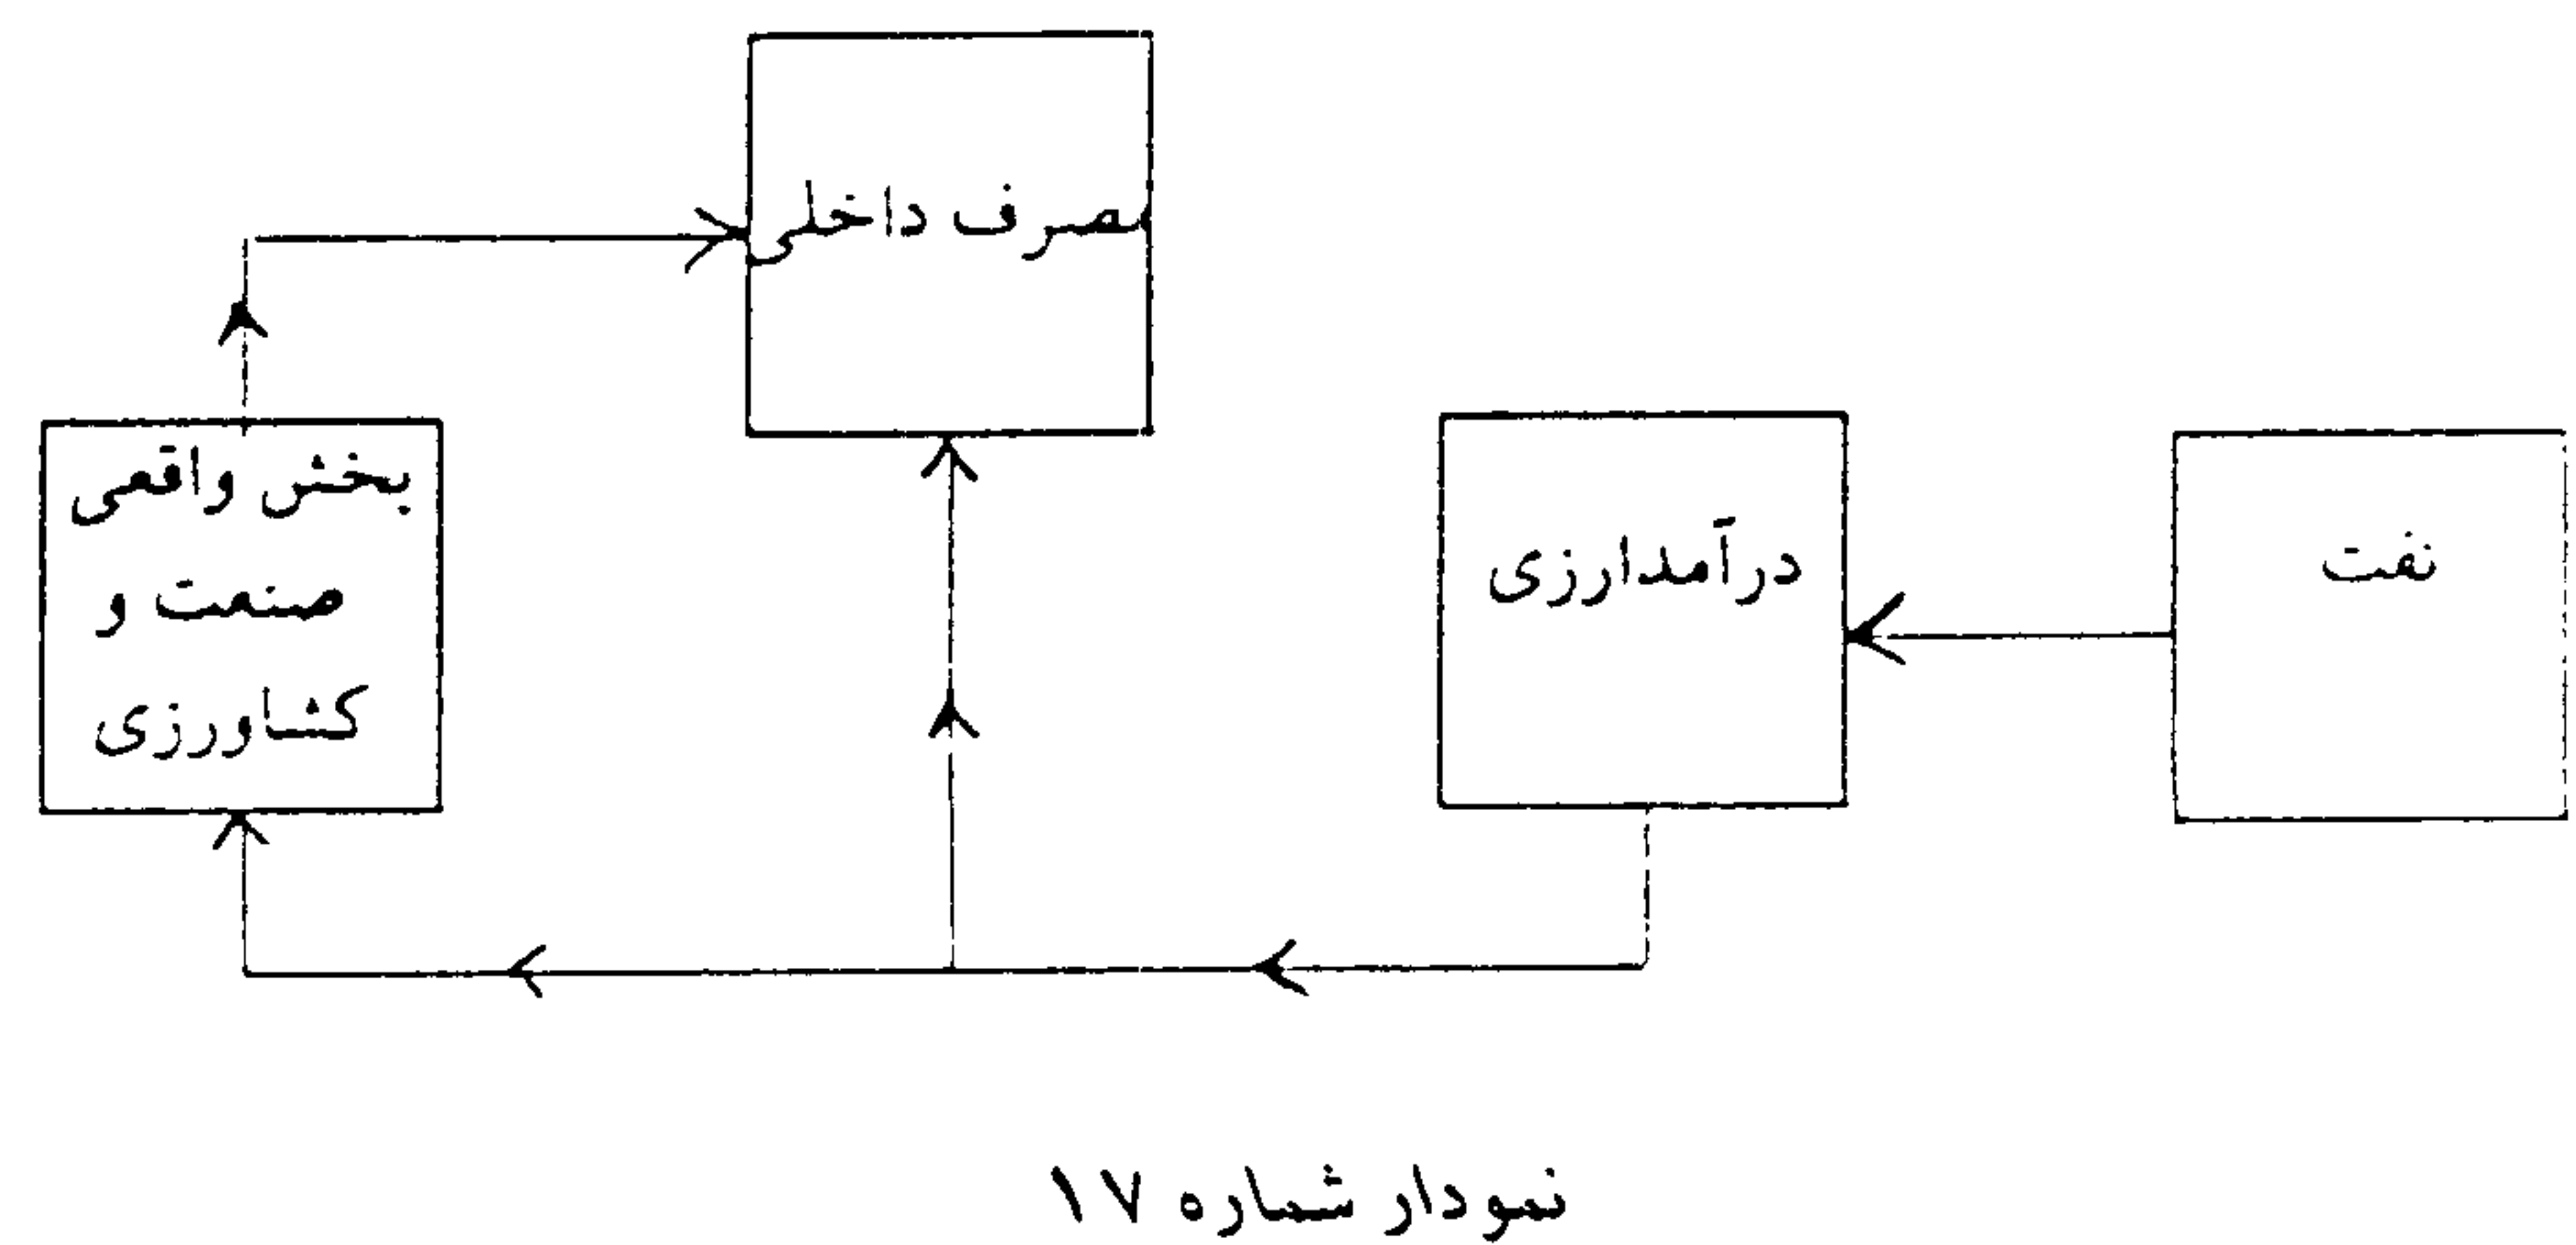 مصرف داخلی
نفت
درآمدارزی
بخش واقعی
صنعت و
کشاورزی
نمودار شماره ۱۷